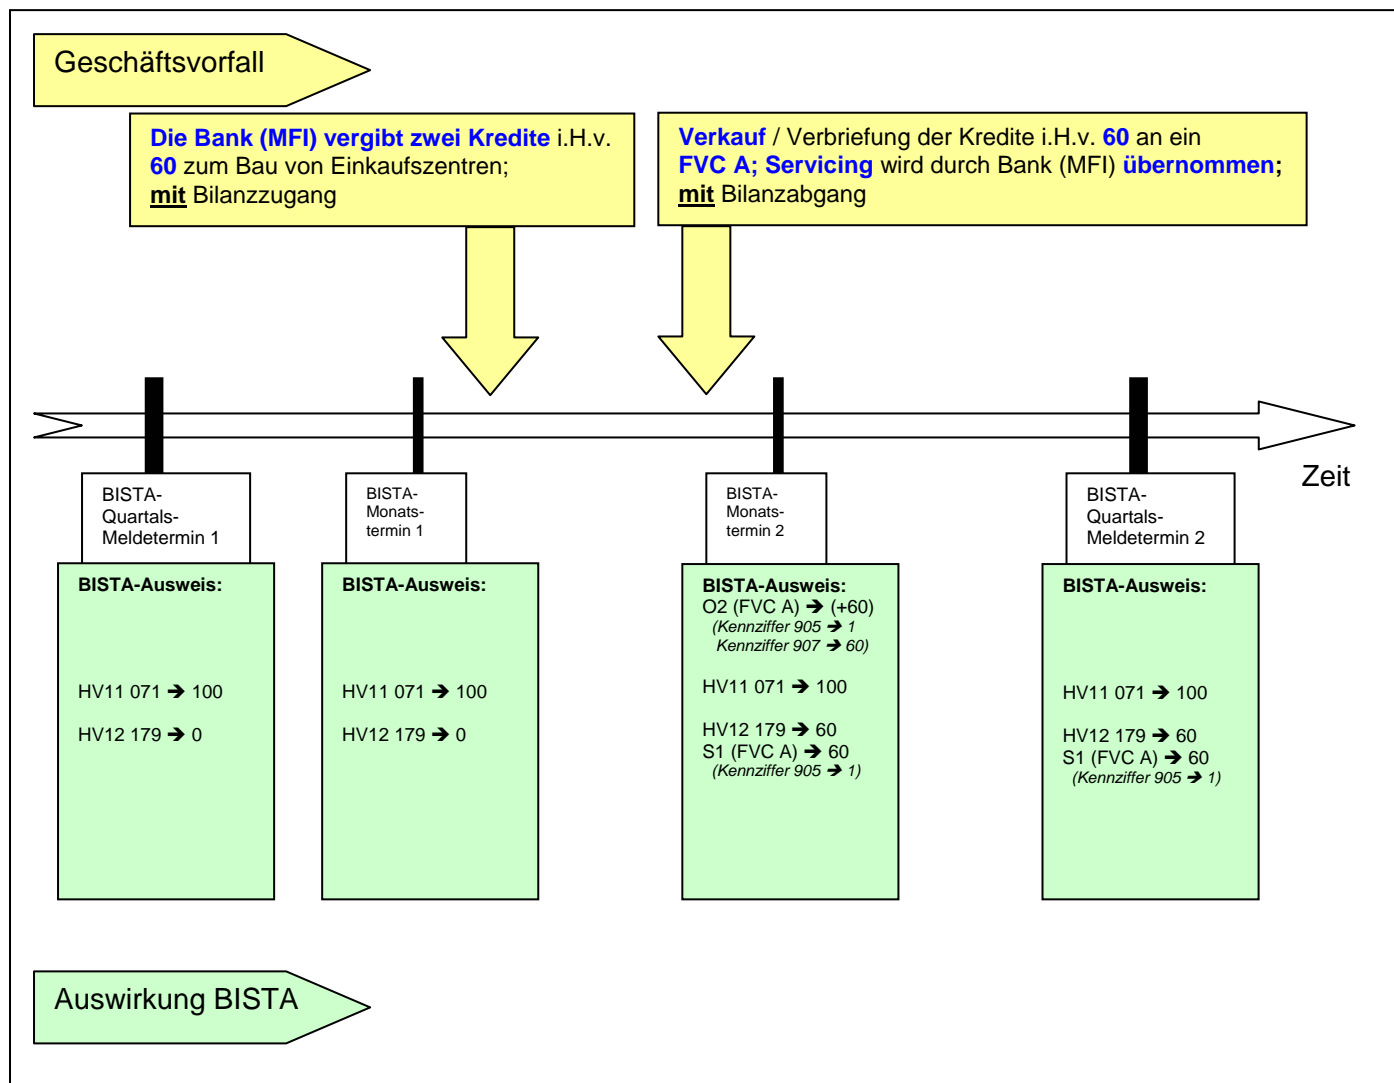 Geschäftsvorfall
Die Bank (MFI) vergibt zwei Kredite i.H.v.
60 zum Bau von Einkaufszentren;
mit Bilanzzugang
Verkauf / Verbriefung der Kredite i.H.v. 60 an ein
FVC A; Servicing wird durch Bank (MFI) übernommen;
mit Bilanzabgang
Zeit
BISTA-
Quartals-
Meldetermin 1
BISTA-Ausweis:
HV11 071 ➔ 100
HV12 179 ➔ 0
BISTA-
Monats-
termin 1
BISTA-Ausweis:
HV11 071 ➔ 100
HV12 179 ➔ 0
BISTA-
Monats-
termin 2
BISTA-Ausweis:
O2 (FVC A) ➔ (+60)
(Kennziffer 905 ➔ 1
Kennziffer 907 ➔ 60)
HV11 071 ➔ 100
HV12 179 ➔ 60
S1 (FVC A) ➔ 60
(Kennziffer 905 ➔ 1)
BISTA-
Quartals-
Meldetermin 2
BISTA-Ausweis:
HV11 071 ➔ 100
HV12 179 ➔ 60
S1 (FVC A) ➔ 60
(Kennziffer 905 ➔ 1)
Auswirkung BISTA